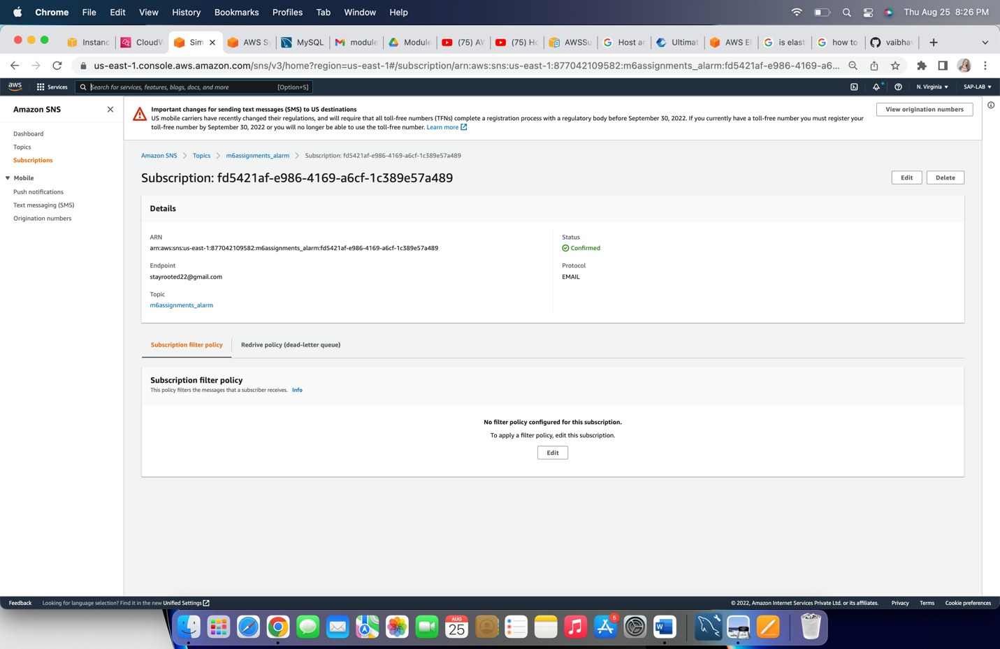 Chrome File Edit View History Bookmarks Profiles Tab Window Help Thu Aug 25 8:26 PM
Instanc CloudW Sim AWS Sy MySQL module Module (75) AW (75) Ho AWSSu Host an Ultimat AWS El is elast how to vaibhav
us-east-1.console.aws.amazon.com/sns/v3/home?region=us-east-1#/subscription/arn:aws:sns:us-east-1:877042109582:m6assignments_alarm:fd5421af-e986-4169-a6...
aws Services Search for services, features, blogs, docs, and more [Option+S] N. Virginia SAP-LAB
Amazon SNS
Dashboard
Topics
Subscriptions
Mobile
Push notifications
Text messaging (SMS)
Origination numbers
Important changes for sending text messages (SMS) to US destinations
US mobile carriers have recently changed their regulations, and will require that all toll-free numbers (TFNs) complete a registration process with a regulatory body before September 30, 2022. If you currently have a toll-free number you must register your
toll-free number by September 30, 2022 or you will no longer be able to use the toll-free number. Learn more
View origination numbers
Amazon SNS Topics m6assignments_alarm Subscription: fd5421af-e986-4169-a6cf-1c389e57a489
Subscription: fd5421af-e986-4169-a6cf-1c389e57a489
Edit Delete
Details
ARN
arn:aws:sns:us-east-1:877042109582:m6assignments_alarm:fd5421af-e986-4169-a6cf-1c389e57a489
Endpoint
stayrooted22@gmail.com
Topic
m6assignments_alarm
Status
Confirmed
Protocol
EMAIL
Subscription filter policy Redrive policy (dead-letter queue)
Subscription filter policy
This policy filters the messages that a subscriber receives. Info
No filter policy configured for this subscription.
To apply a filter policy, edit this subscription.
Edit
Feedback Looking for language selection? Find it in the new Unified Settings © 2022, Amazon Internet Services Private Ltd. or its affiliates. Privacy Terms Cookie preferences
AUG
25
5
W